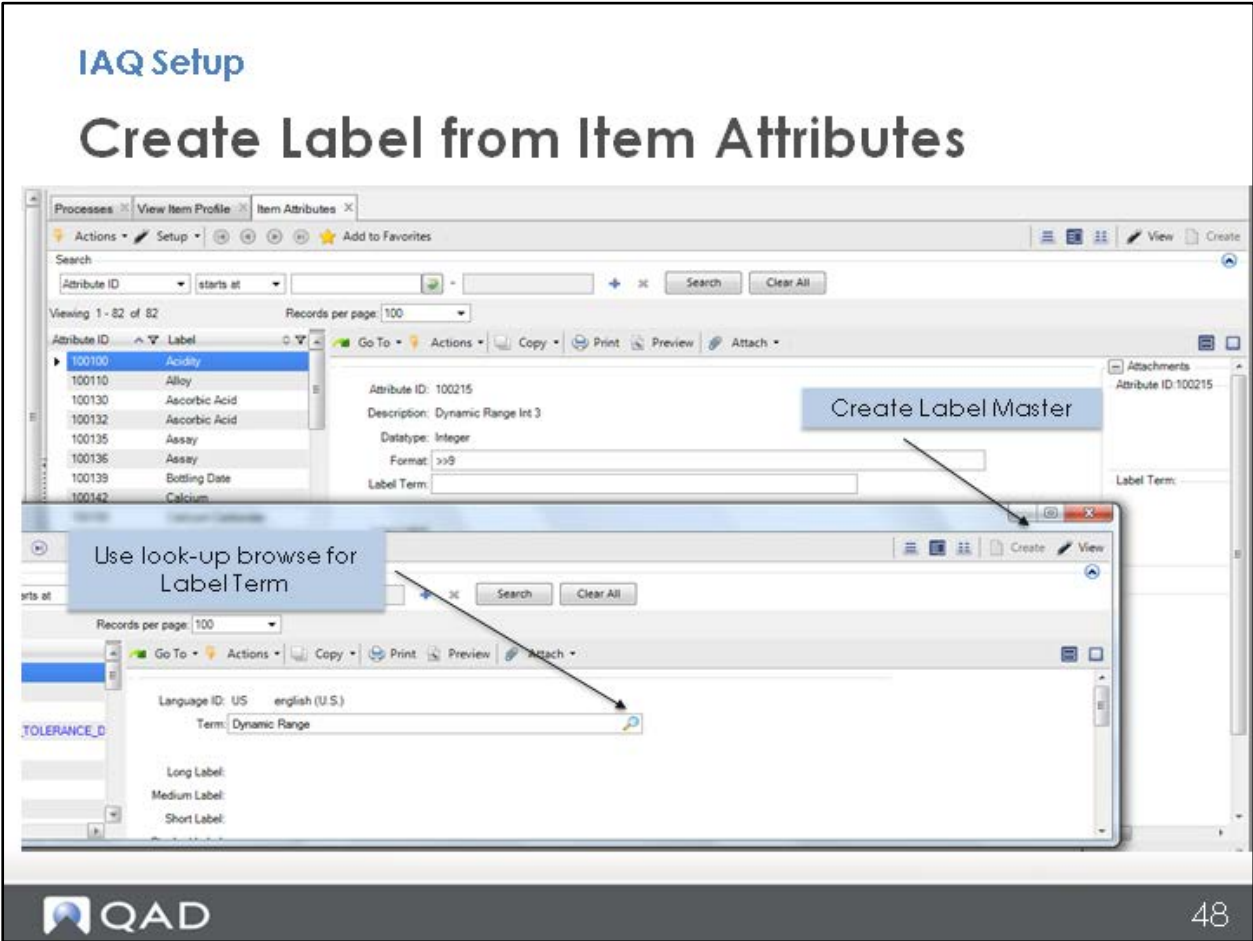 IAQ Setup
Create Label from Item Attributes
Processes View Item Profile Item Attributes
Actions Setup Add to Favorites View Create
Search
Attribute ID starts at - Search Clear All
Viewing 1 - 82 of 82 Records per page: 100
Attribute ID Label Go To Actions Copy Print Preview Attach
100100 Acidity
100110 Alloy
100130 Ascorbic Acid
100132 Ascorbic Acid
100135 Assay
100136 Assay
100139 Bottling Date
100142 Calcium
Attribute ID: 100215
Description: Dynamic Range Int 3
Datatype: Integer
Format: >>9
Label Term:
Attachments
Attribute ID:100215
Label Term:
Create Label Master
Create View
Use look-up browse for
Label Term
arts at Search Clear All
Records per page: 100
Go To Actions Copy Print Preview Attach
_TOLERANCE_D
Language ID: US english (U.S.)
Term: Dynamic Range
Long Label:
Medium Label:
Short Label:
QAD
48